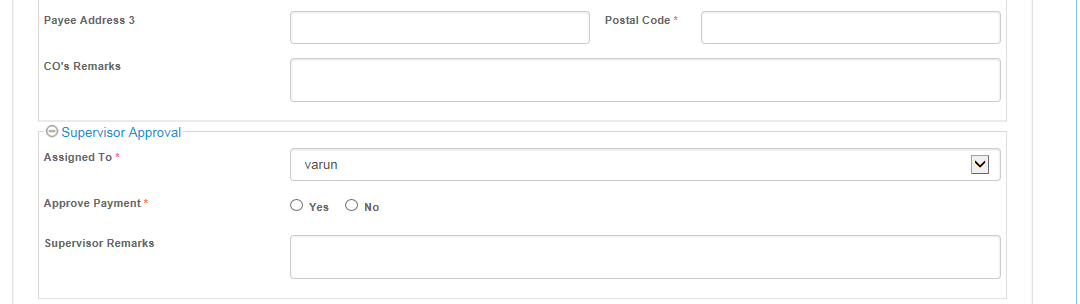 Payee Address 3
Postal Code *
CO's Remarks
Supervisor Approval
Assigned To *
varun
Approve Payment *
Yes No
Supervisor Remarks